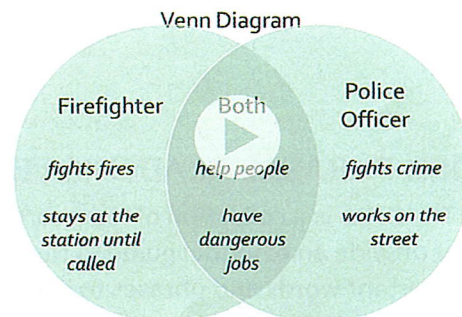 Venn Diagram
Firefighter
fights fires
stays at the
station until
called
Both
help people
have
dangerous
jobs
Police
Officer
fights crime
works on the
street